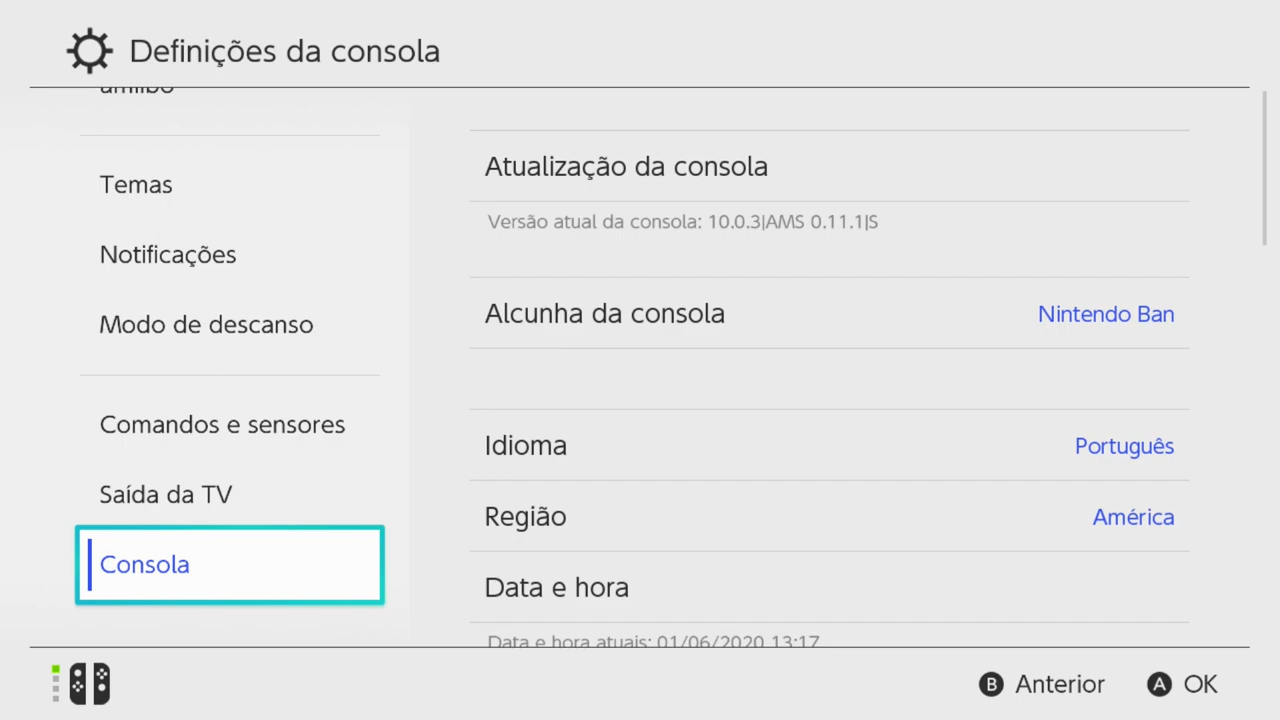 Definições da consola
amiibo
Temas
Notificações
Modo de descanso
Comandos e sensores
Saída da TV
Consola
Atualização da consola
Versão atual da consola: 10.0.3|AMS 0.11.1|S
Alcunha da consola
Nintendo Ban
Idioma
Português
Região
América
Data e hora
Data e hora atuais: 01/06/2020 13:17
B Anterior
A OK